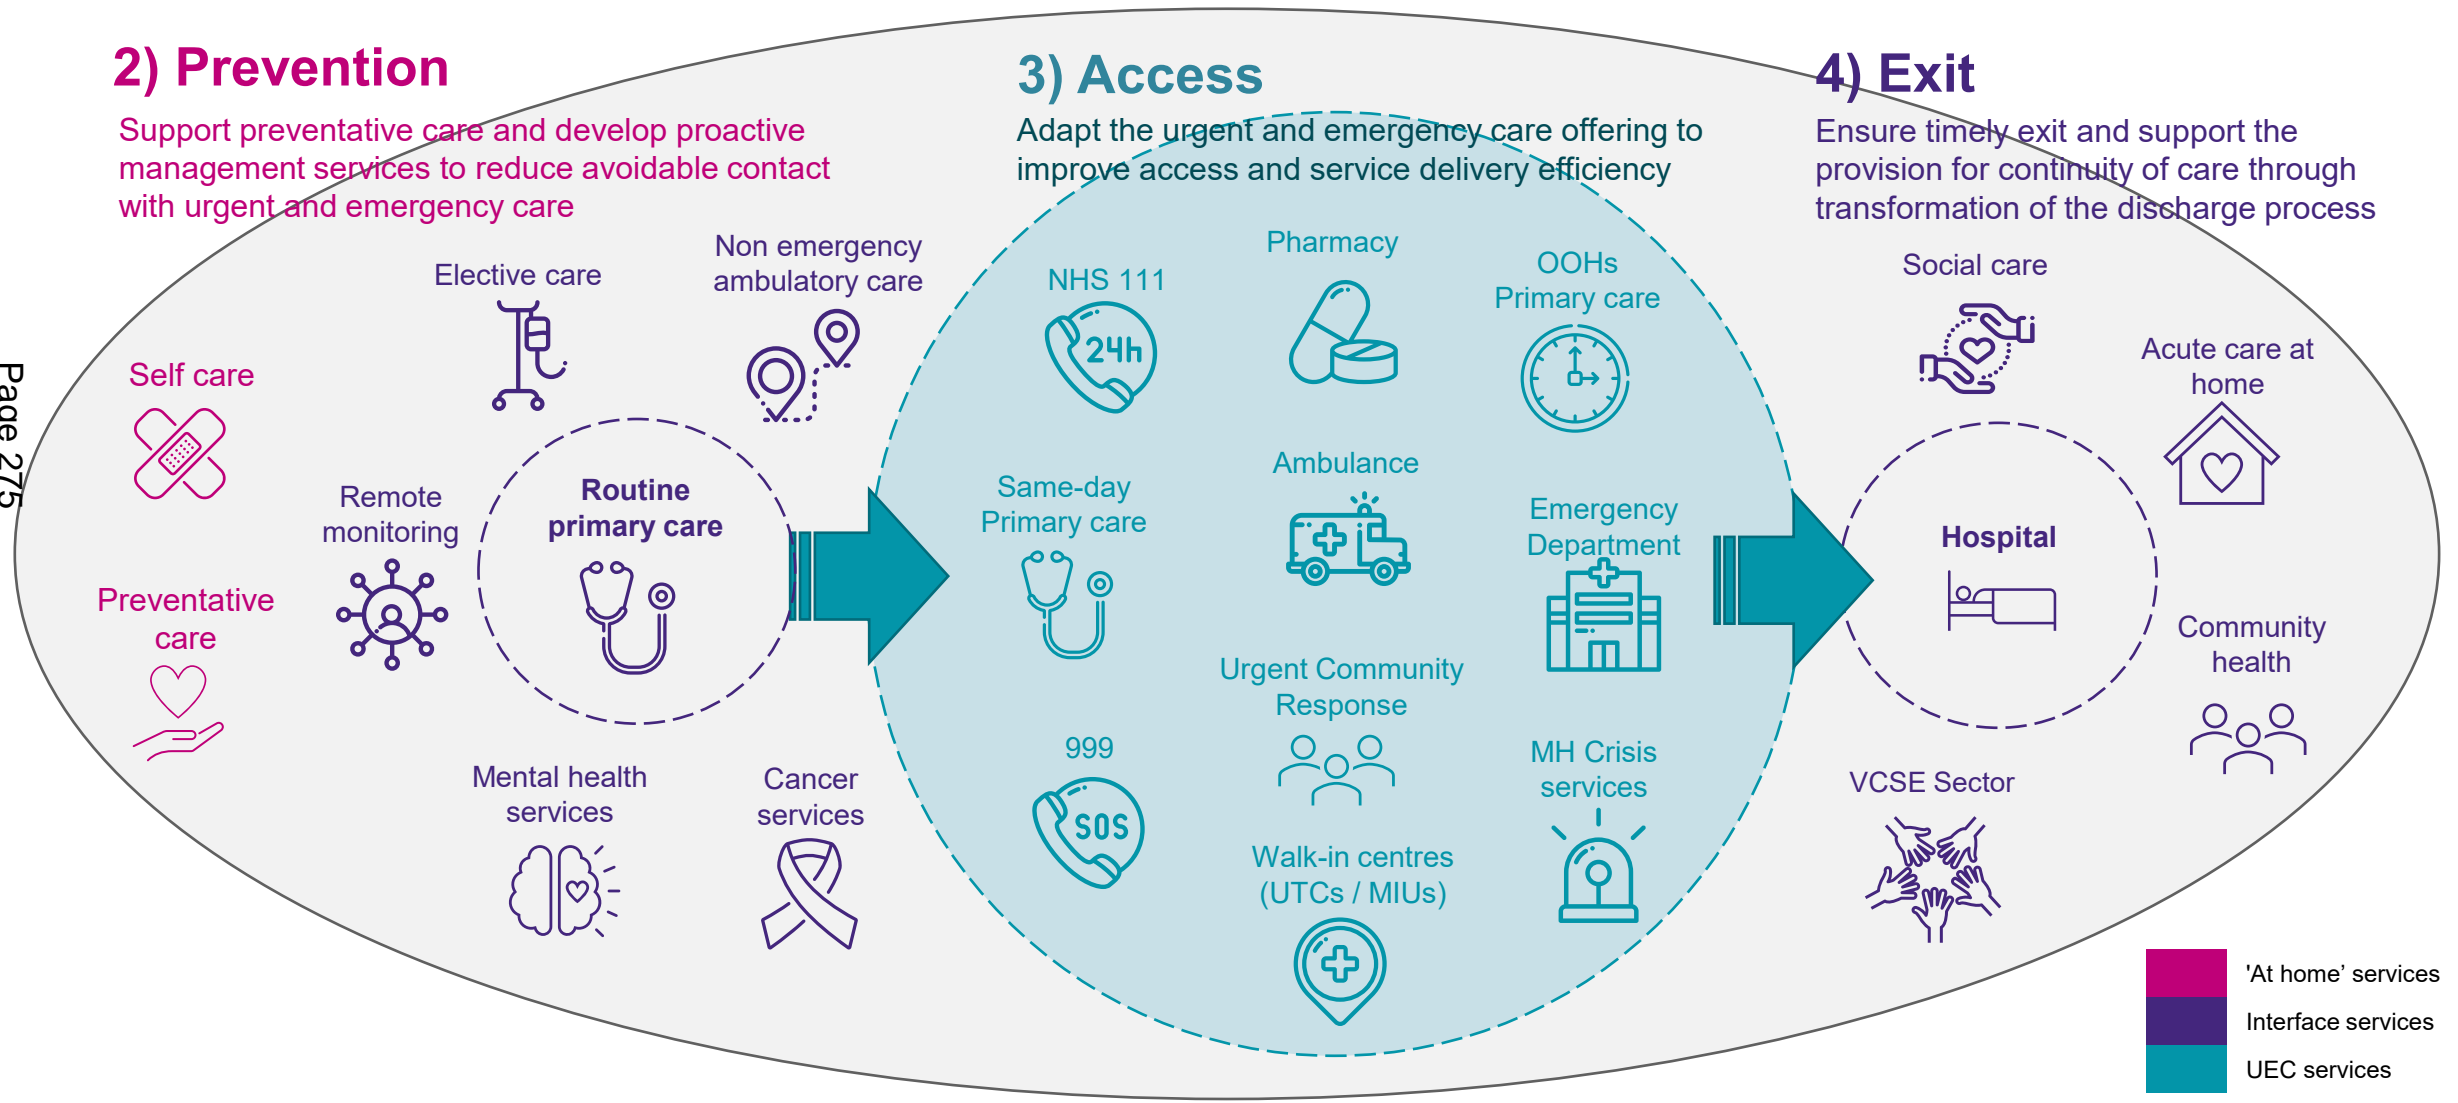 2) Prevention
Support preventative care and develop proactive
management services to reduce avoidable contact
with urgent and emergency care
3) Access
Adapt the urgent and emergency care offering to
improve access and service delivery efficiency
4) Exit
Ensure timely exit and support the
provision for continuity of care through
transformation of the discharge process
Page 275
Self care
Preventative
care
Elective care
Non emergency
ambulatory care
Remote
monitoring
Routine
primary care
Mental health
services
Cancer
services
NHS 111
24h
Pharmacy
OOHs
Primary care
Same-day
Primary care
Ambulance
Emergency
Department
Urgent Community
Response
999
SOS
MH Crisis
services
Walk-in centres
(UTCs / MIUs)
Social care
Acute care at
home
Hospital
Community
health
VCSE Sector
'At home’ services
Interface services
UEC services